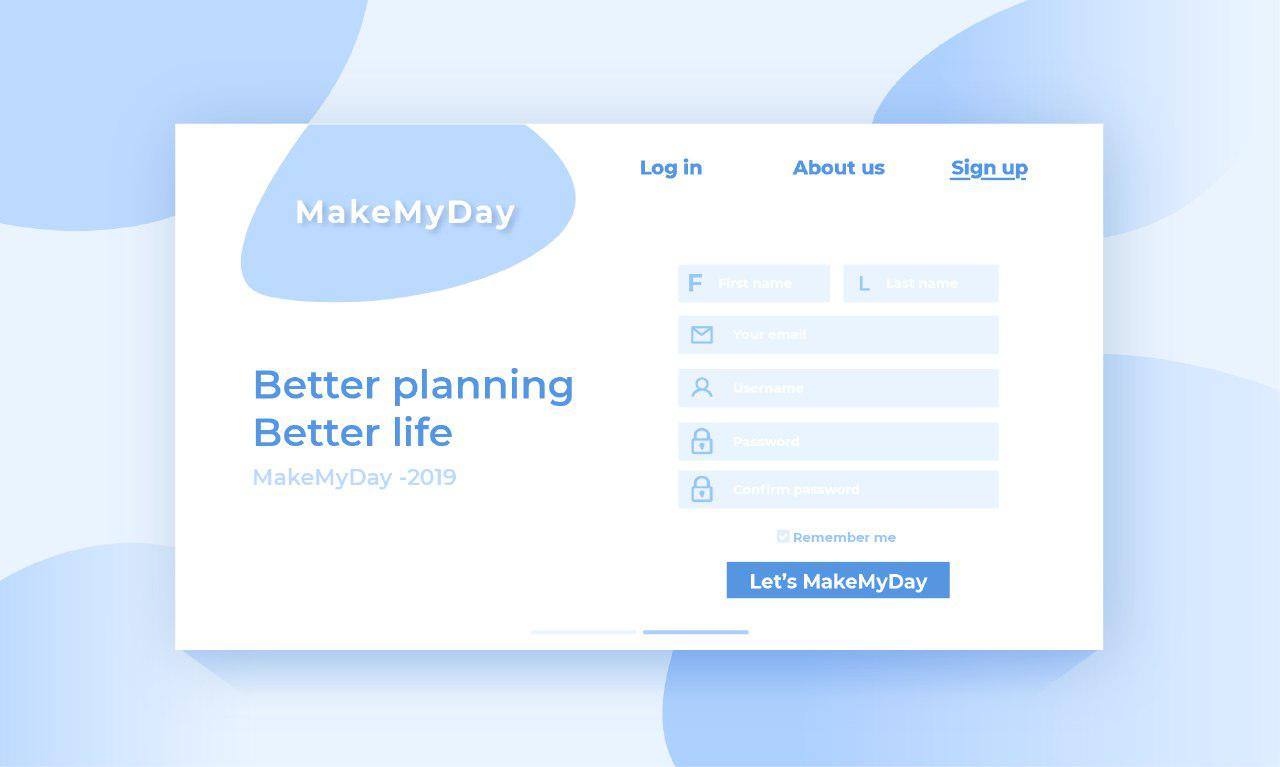 Log in About us Sign up
MakeMyDay
F First name L Last name
Your email
Username
Password
Confirm password
Better planning
Better life
MakeMyDay -2019
Remember me
Let’s MakeMyDay